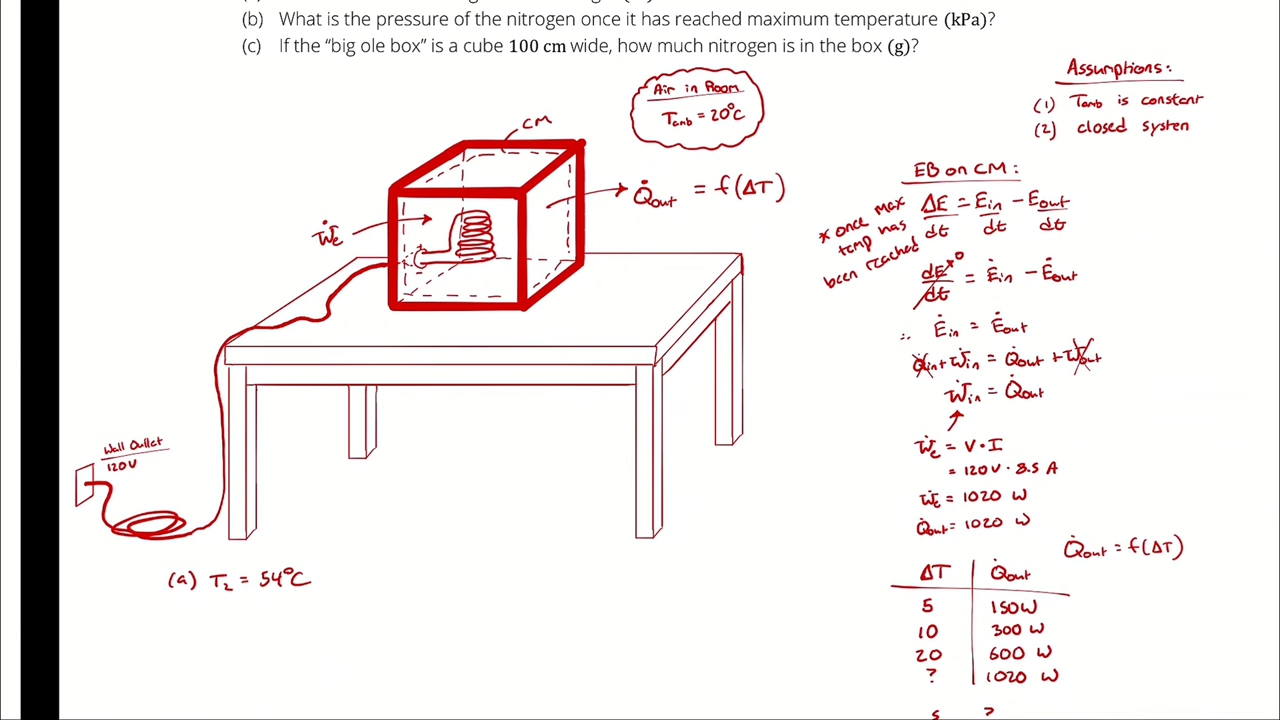 (b) What is the pressure of the nitrogen once it has reached maximum temperature (kPa)?
(c) If the “big ole box” is a cube 100 cm wide, how much nitrogen is in the box (g)?
Air in Room
Tamb = 20°C
CM
Q̇out = f(ΔT)
Ẇe
Wall Outlet
120V
(a) T2 = 54°C
Assumptions:
(1) Tamb is constant
(2) closed system
EB on CM:
* once max temp has been reached
ΔE/dt = Ein/dt - Eout/dt
dE/dt→0 = Ėin - Ėout
∴ Ėin = Ėout
Q̇in + Ẇin = Q̇out + Ẇout
Ẇin = Q̇out
Ẇe = V · I
= 120V · 8.5 A
Ẇe = 1020 W
Q̇out = 1020 W
Q̇out = f(ΔT)
ΔT Q̇out
5 150W
10 300 W
20 600 W
? 1020 W